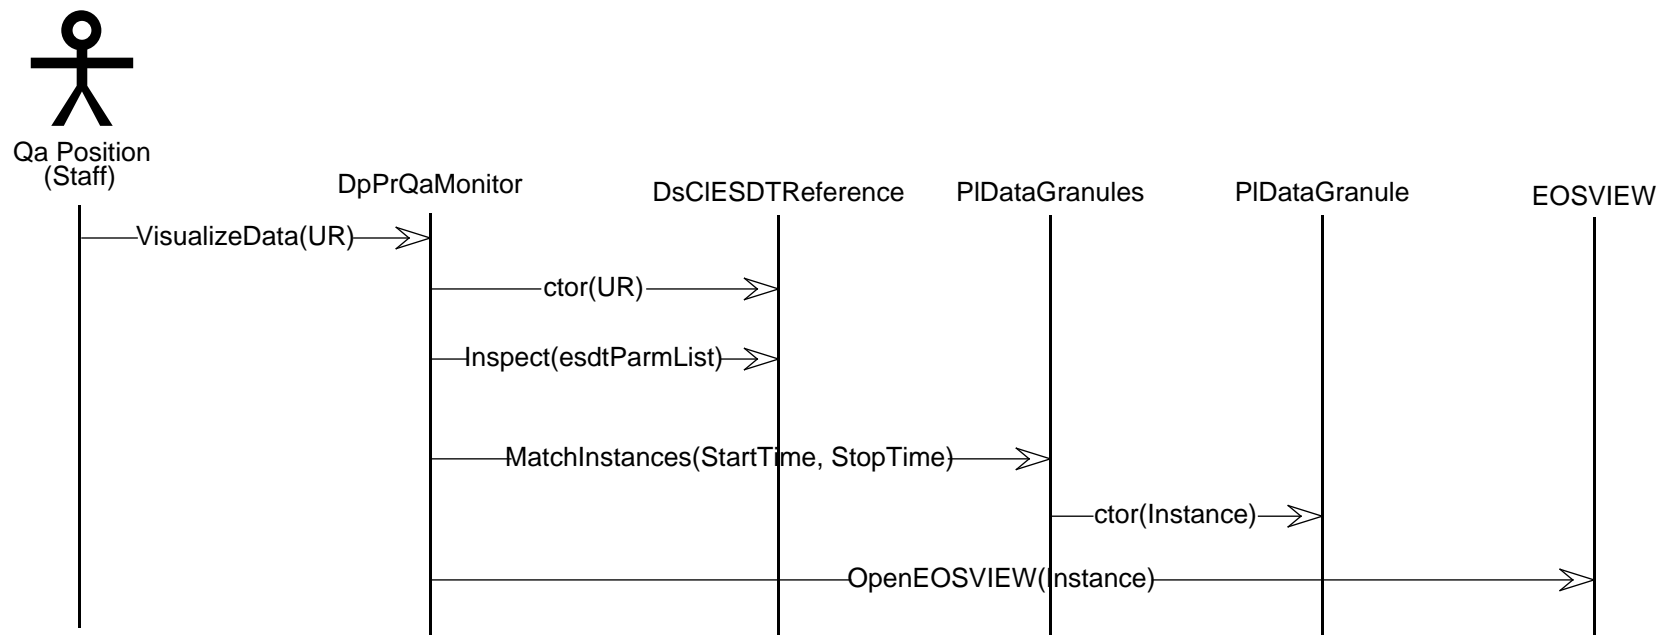 Qa Position
(Staff)
DpPrQaMonitor
DsClESDTReference
PlDataGranules
PlDataGranule
EOSVIEW
VisualizeData(UR)
ctor(UR)
Inspect(esdtParmList)
MatchInstances(StartTime, StopTime)
ctor(Instance)
OpenEOSVIEW(Instance)